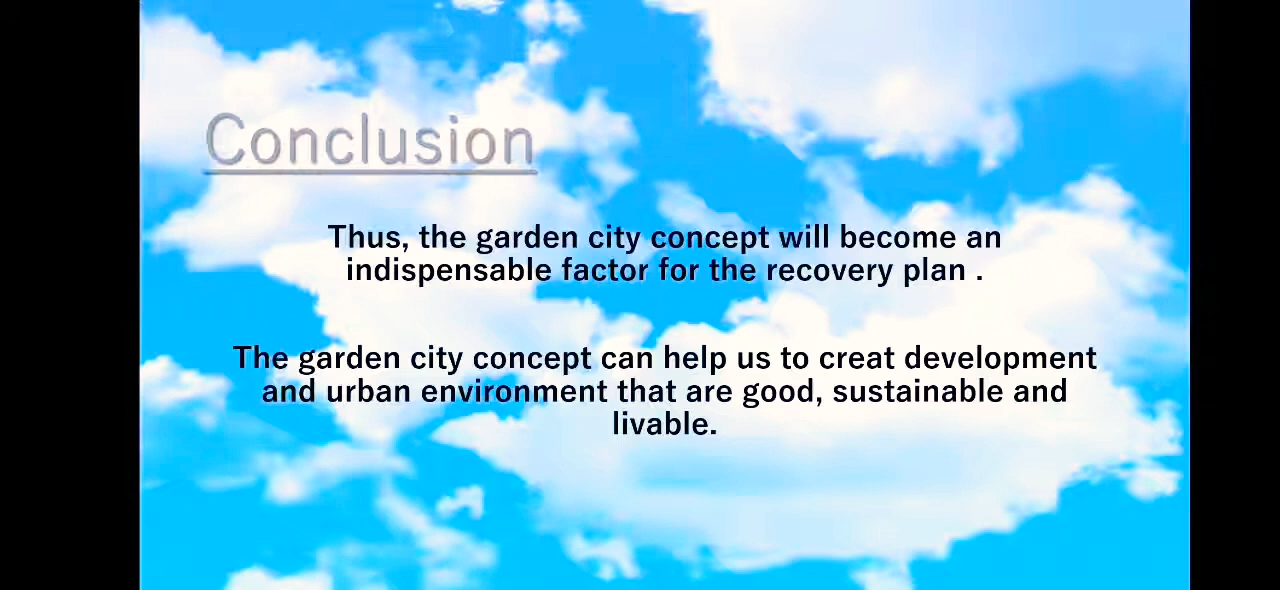 Conclusion
Thus, the garden city concept will become an
indispensable factor for the recovery plan .
The garden city concept can help us to creat development
and urban environment that are good, sustainable and
livable.